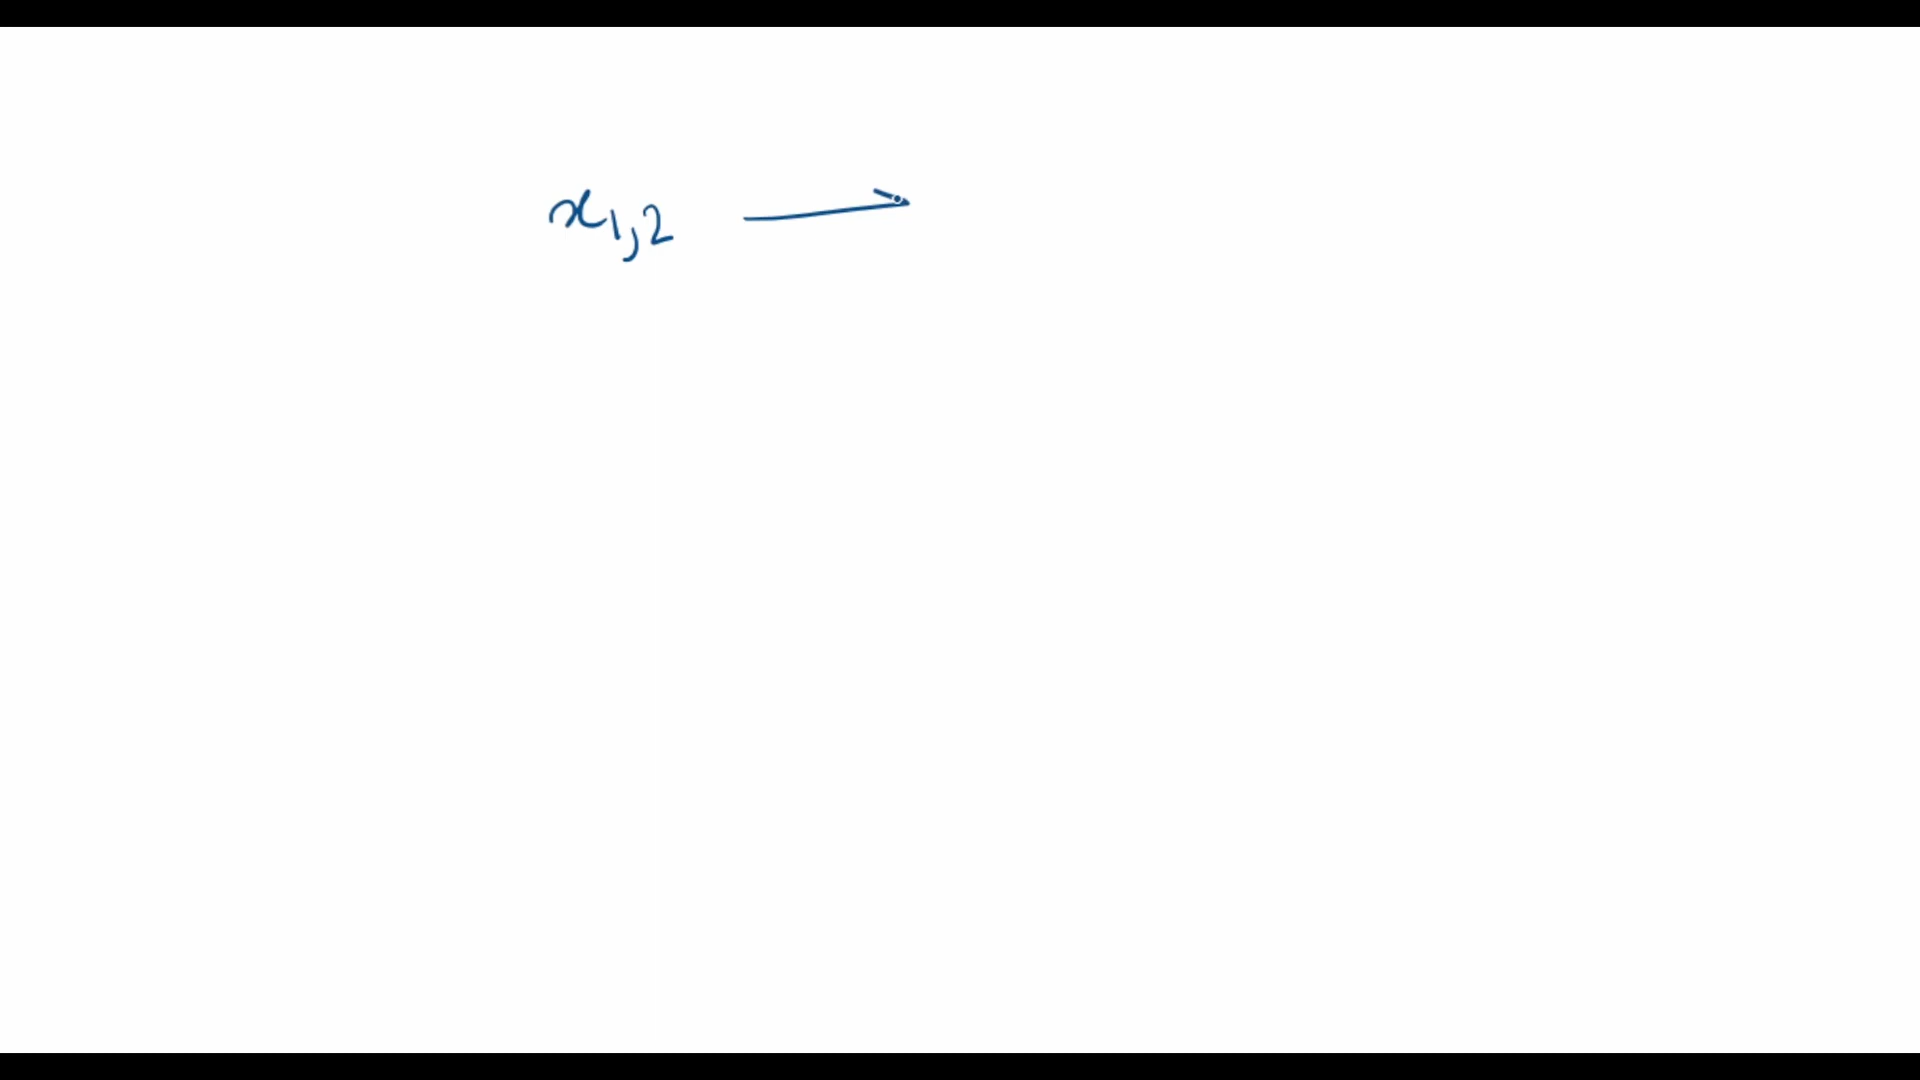 x₁,₂ →